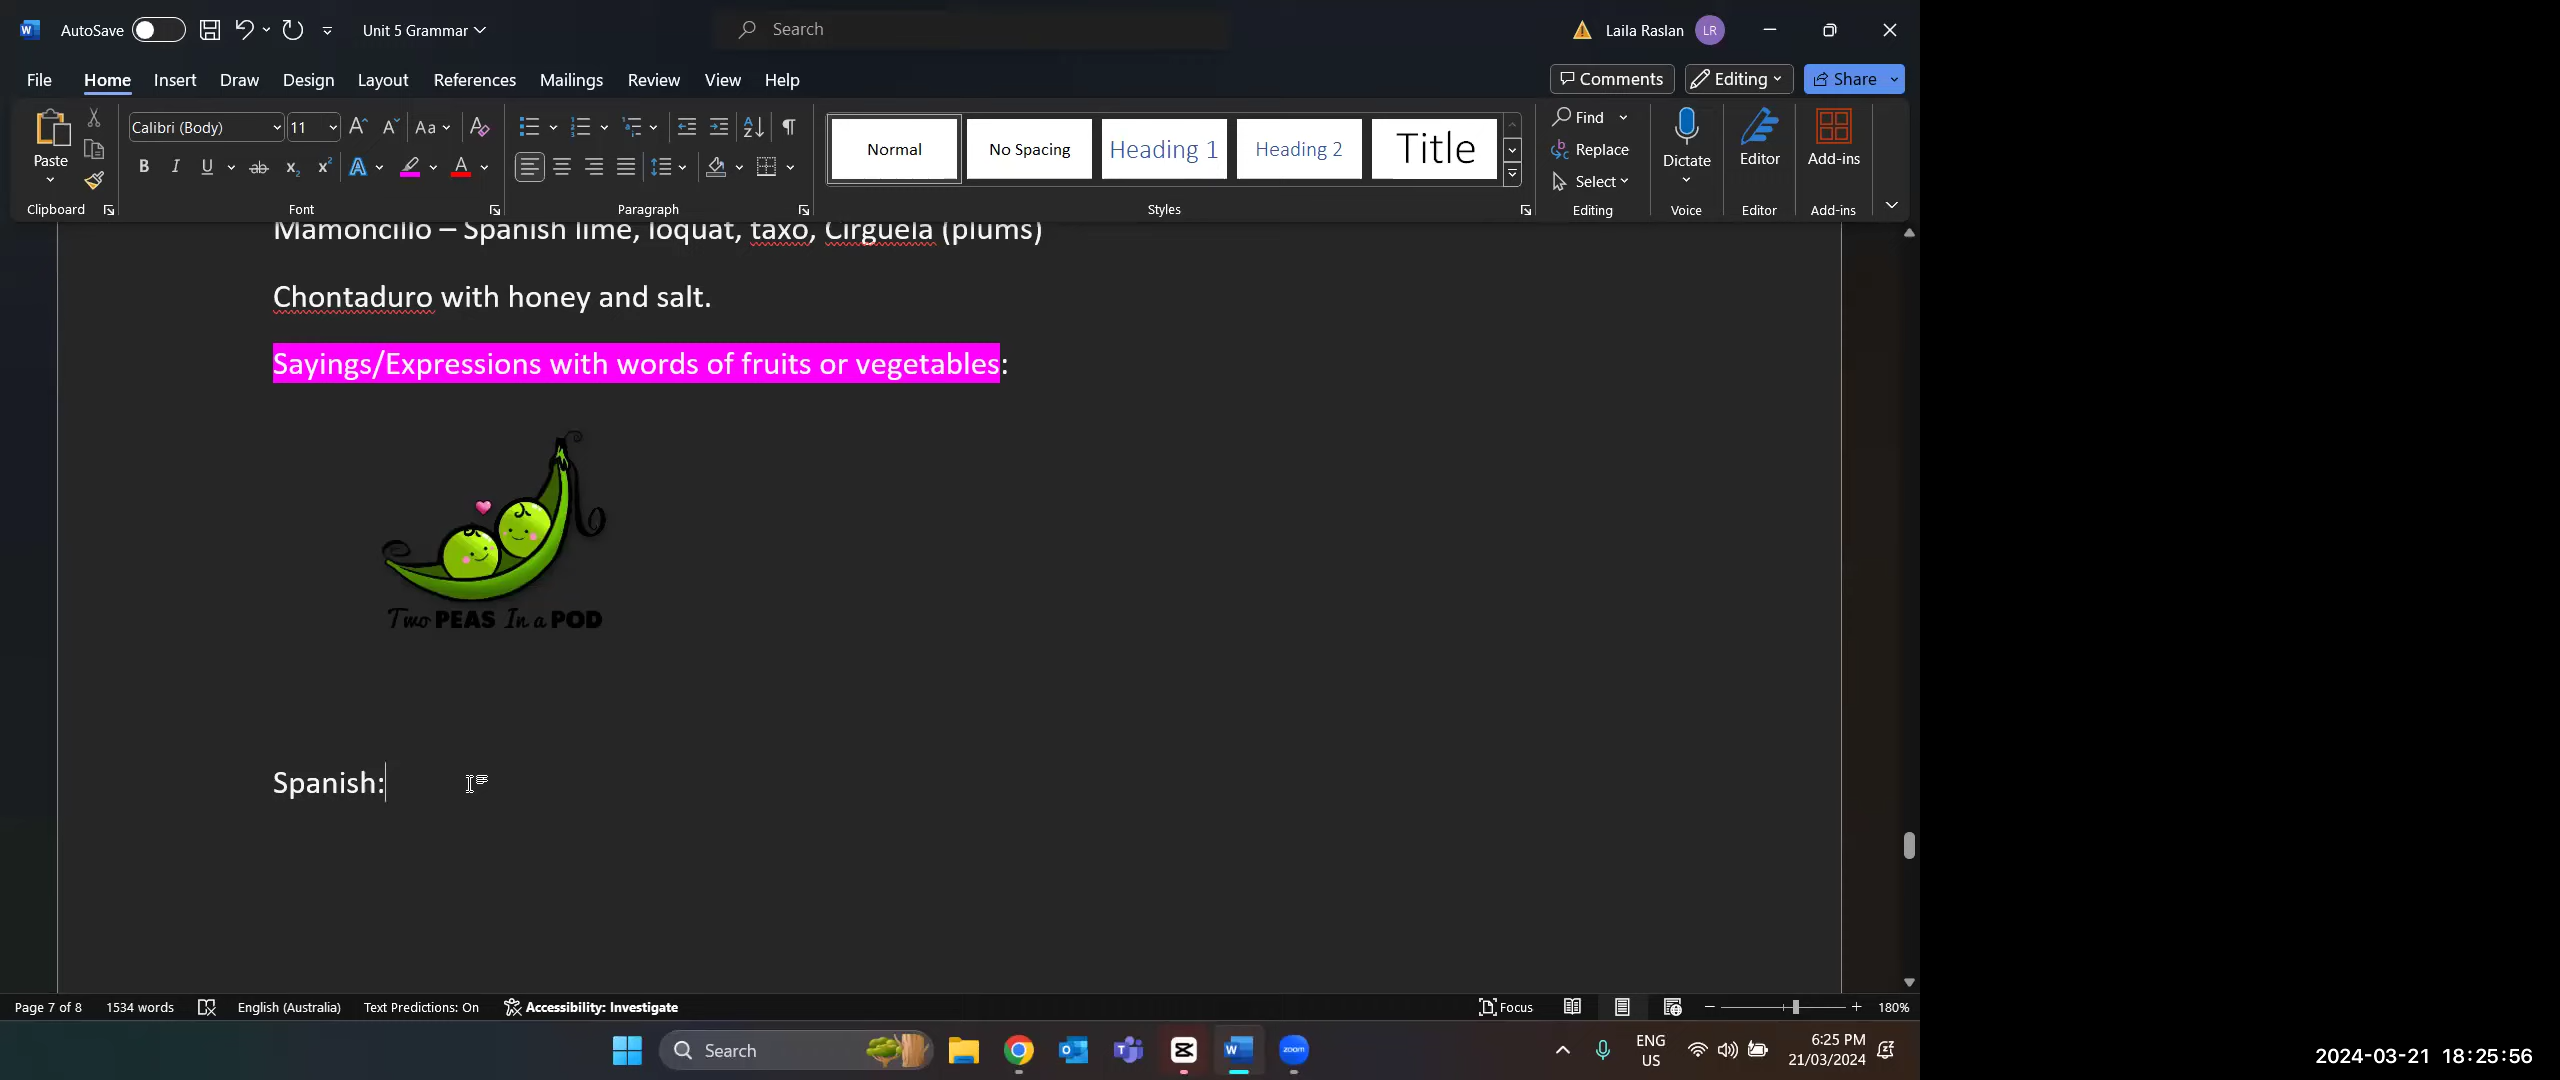 AutoSave
Unit 5 Grammar
Search
Laila Raslan
LR
File
Home
Insert
Draw
Design
Layout
References
Mailings
Review
View
Help
Comments
Editing
Share
Paste
Clipboard
Calibri (Body)
11
Aa
Font
Paragraph
Normal
No Spacing
Heading 1
Heading 2
Title
Styles
Find
Replace
Select
Editing
Dictate
Voice
Editor
Editor
Add-ins
Add-ins
Mamoncillo – Spanish lime, loquat, taxo, Cirguela (plums)
Chontaduro with honey and salt.
Sayings/Expressions with words of fruits or vegetables:
Two PEAS In a POD
Spanish:
Page 7 of 8
1534 words
English (Australia)
Text Predictions: On
Accessibility: Investigate
Focus
180%
Search
zoom
ENG
US
6:25 PM
21/03/2024
2024-03-21 18:25:56